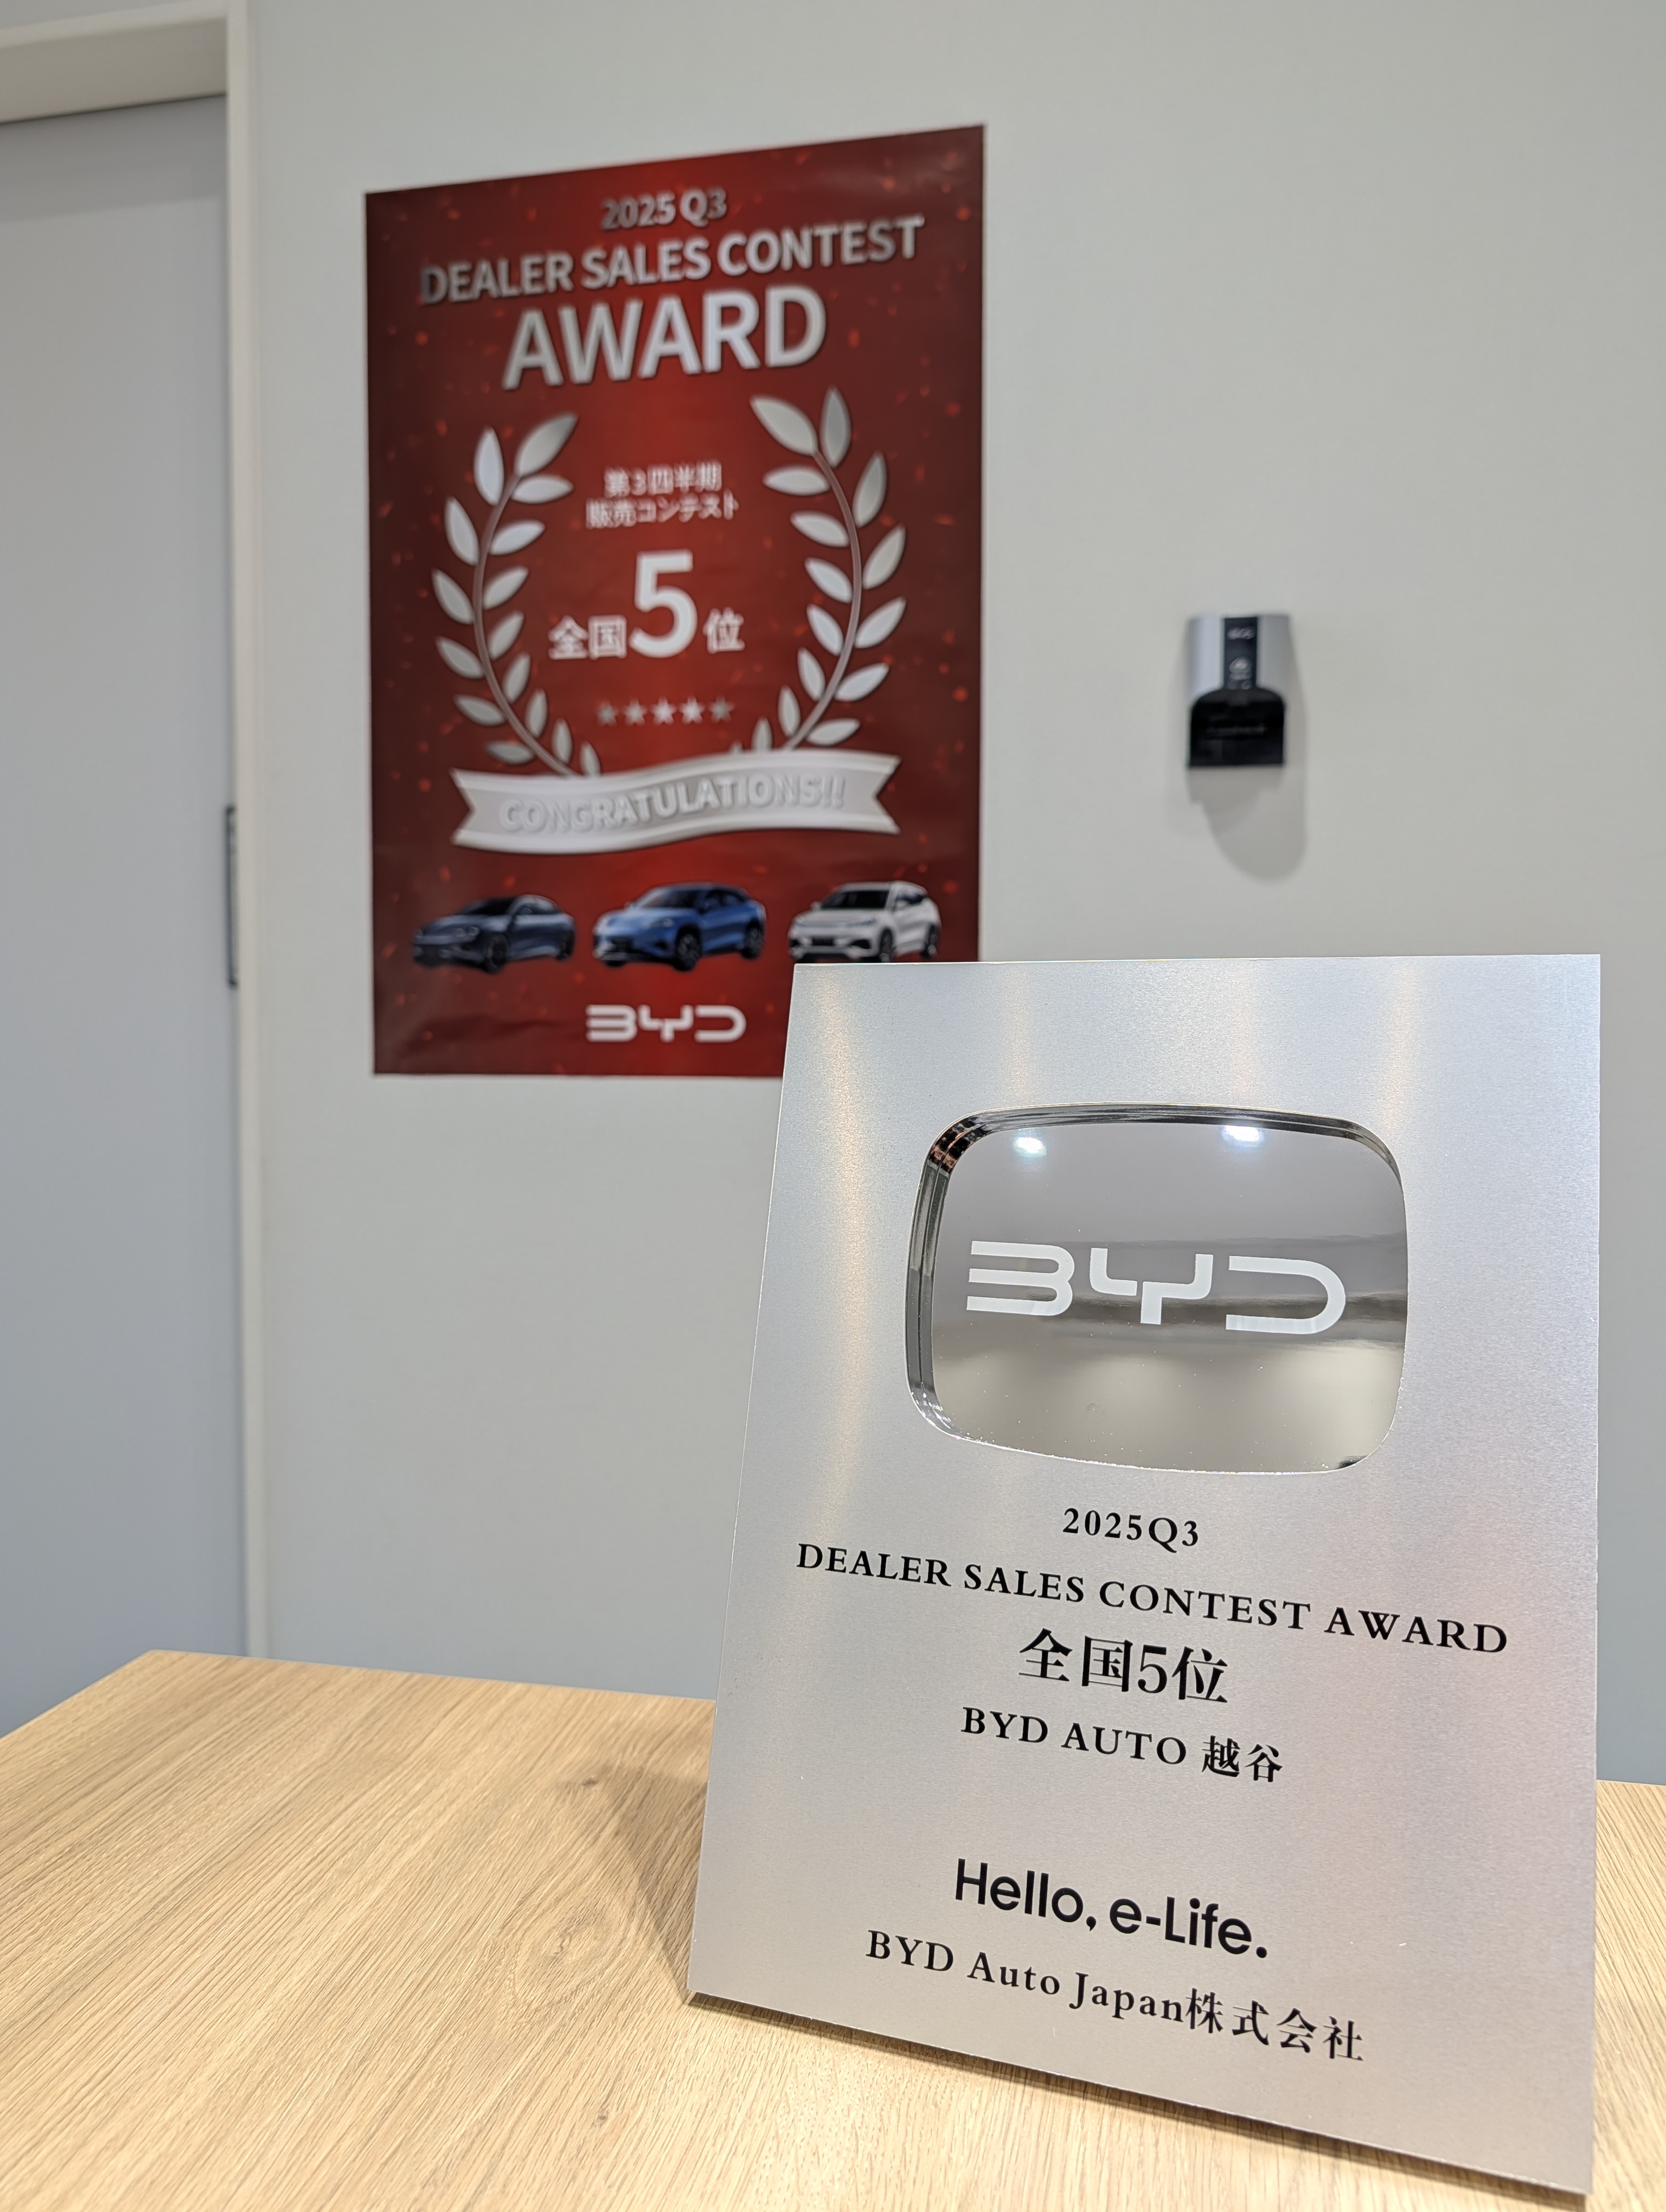 2025 Q3
DEALER SALES CONTEST
AWARD
第3四半期
販売コンテスト
全国5位
CONGRATULATIONS!!
BYD
BYD
2025Q3
DEALER SALES CONTEST AWARD
全国5位
BYD AUTO 越谷
Hello, e-Life.
BYD Auto Japan株式会社